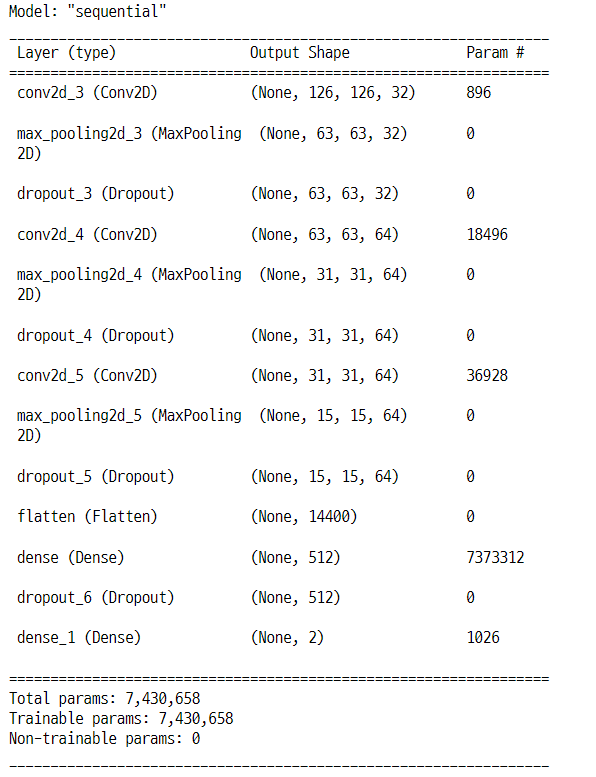 Model: "sequential"
_________________________________________________________________
Layer (type) Output Shape Param #
=================================================================
conv2d_3 (Conv2D) (None, 126, 126, 32) 896
max_pooling2d_3 (MaxPooling (None, 63, 63, 32) 0
2D)
dropout_3 (Dropout) (None, 63, 63, 32) 0
conv2d_4 (Conv2D) (None, 63, 63, 64) 18496
max_pooling2d_4 (MaxPooling (None, 31, 31, 64) 0
2D)
dropout_4 (Dropout) (None, 31, 31, 64) 0
conv2d_5 (Conv2D) (None, 31, 31, 64) 36928
max_pooling2d_5 (MaxPooling (None, 15, 15, 64) 0
2D)
dropout_5 (Dropout) (None, 15, 15, 64) 0
flatten (Flatten) (None, 14400) 0
dense (Dense) (None, 512) 7373312
dropout_6 (Dropout) (None, 512) 0
dense_1 (Dense) (None, 2) 1026
=================================================================
Total params: 7,430,658
Trainable params: 7,430,658
Non-trainable params: 0
_________________________________________________________________